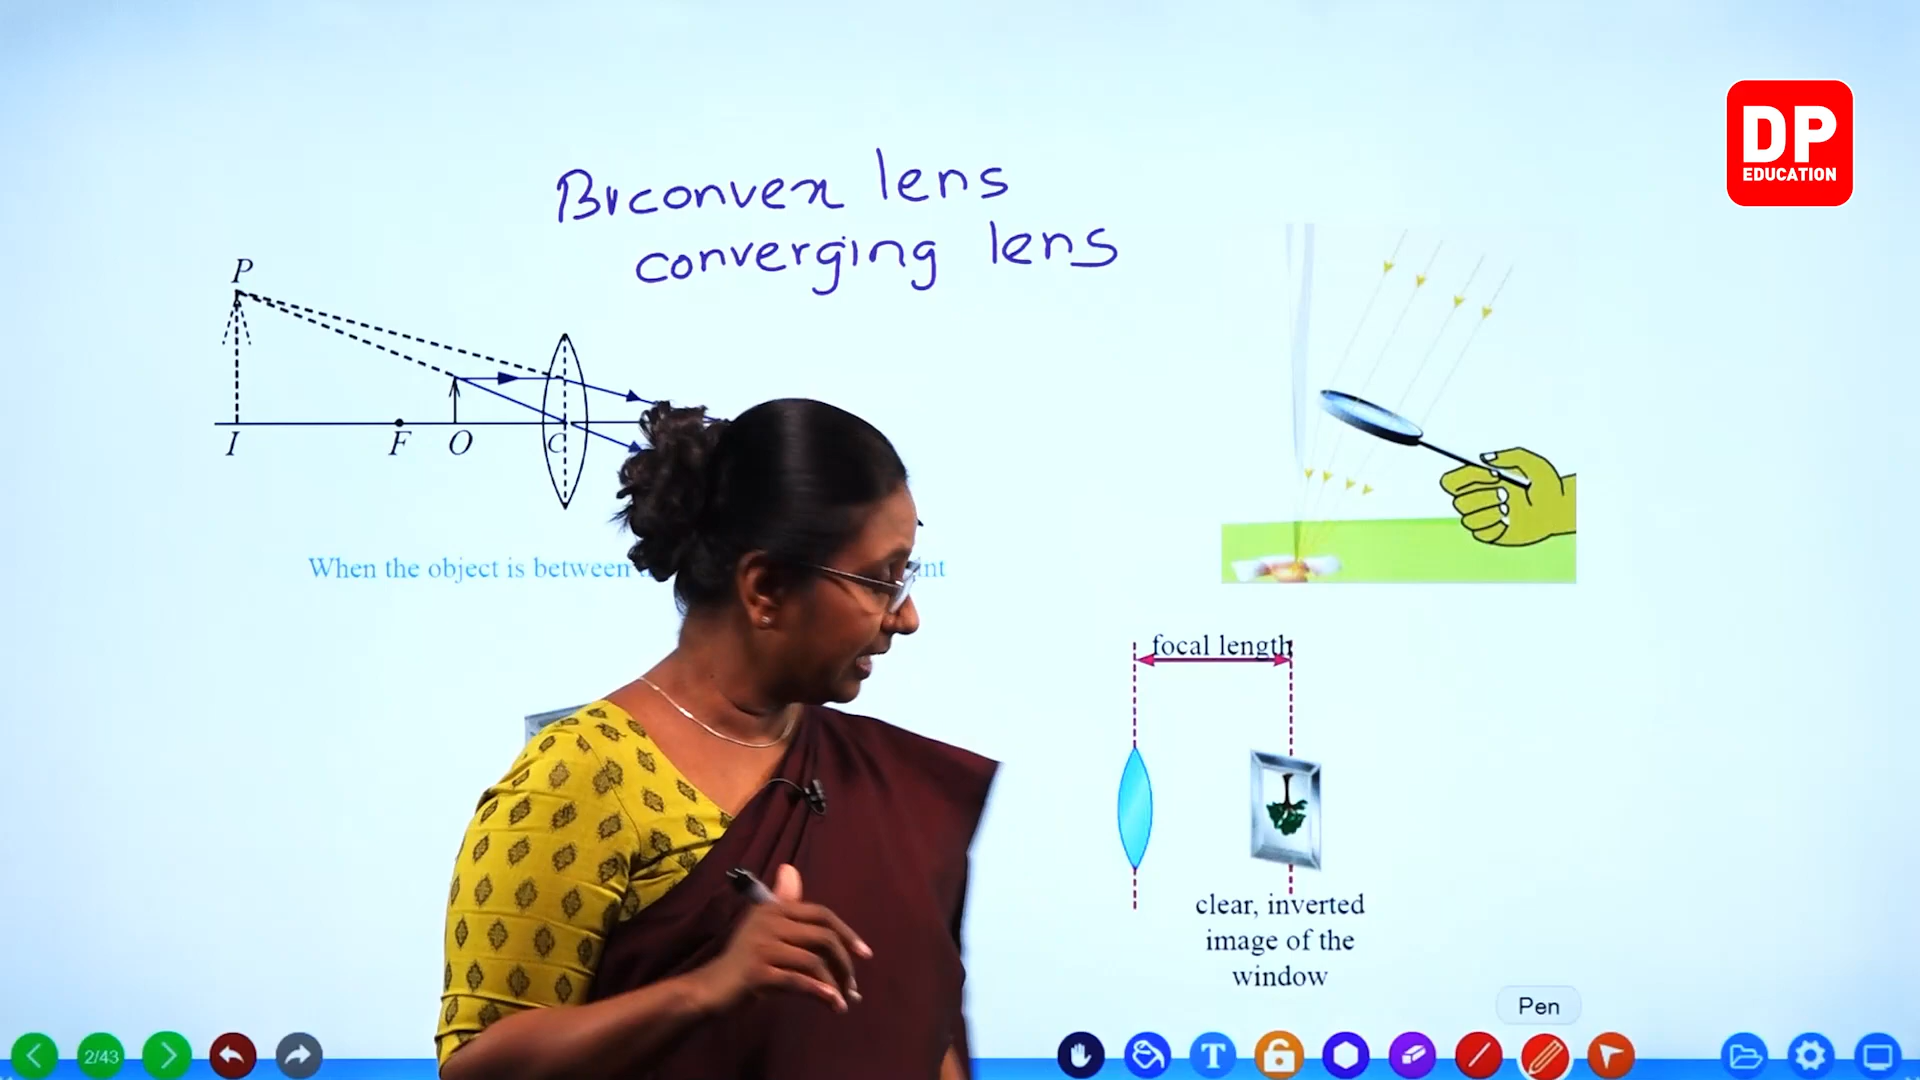 DP
EDUCATION
Biconvex lens
converging lens
P
I
F
O
C
When the object is between
int
focal length
clear, inverted
image of the
window
Pen
2/43
T